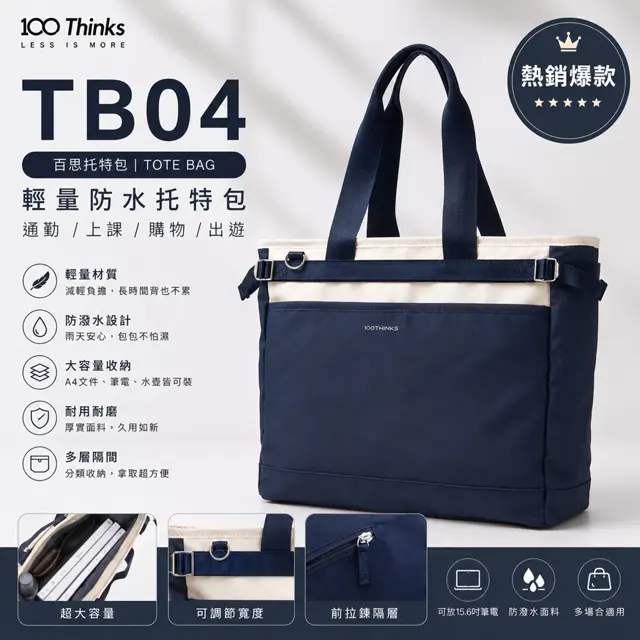 100 Thinks
LESS IS MORE
熱銷爆款
TB04
百思托特包 | TOTE BAG
輕量防水托特包
通勤 / 上課 / 購物 / 出遊
輕量材質
減輕負擔，長時間背也不累
防潑水設計
雨天安心，包包不怕濕
大容量收納
A4文件、筆電、水壺皆可裝
耐用耐磨
厚實面料，久用如新
多層隔間
分類收納，拿取超方便
100THINKS
超大容量
可調節寬度
前拉鍊隔層
可放15.6吋筆電
防潑水面料
多場合適用